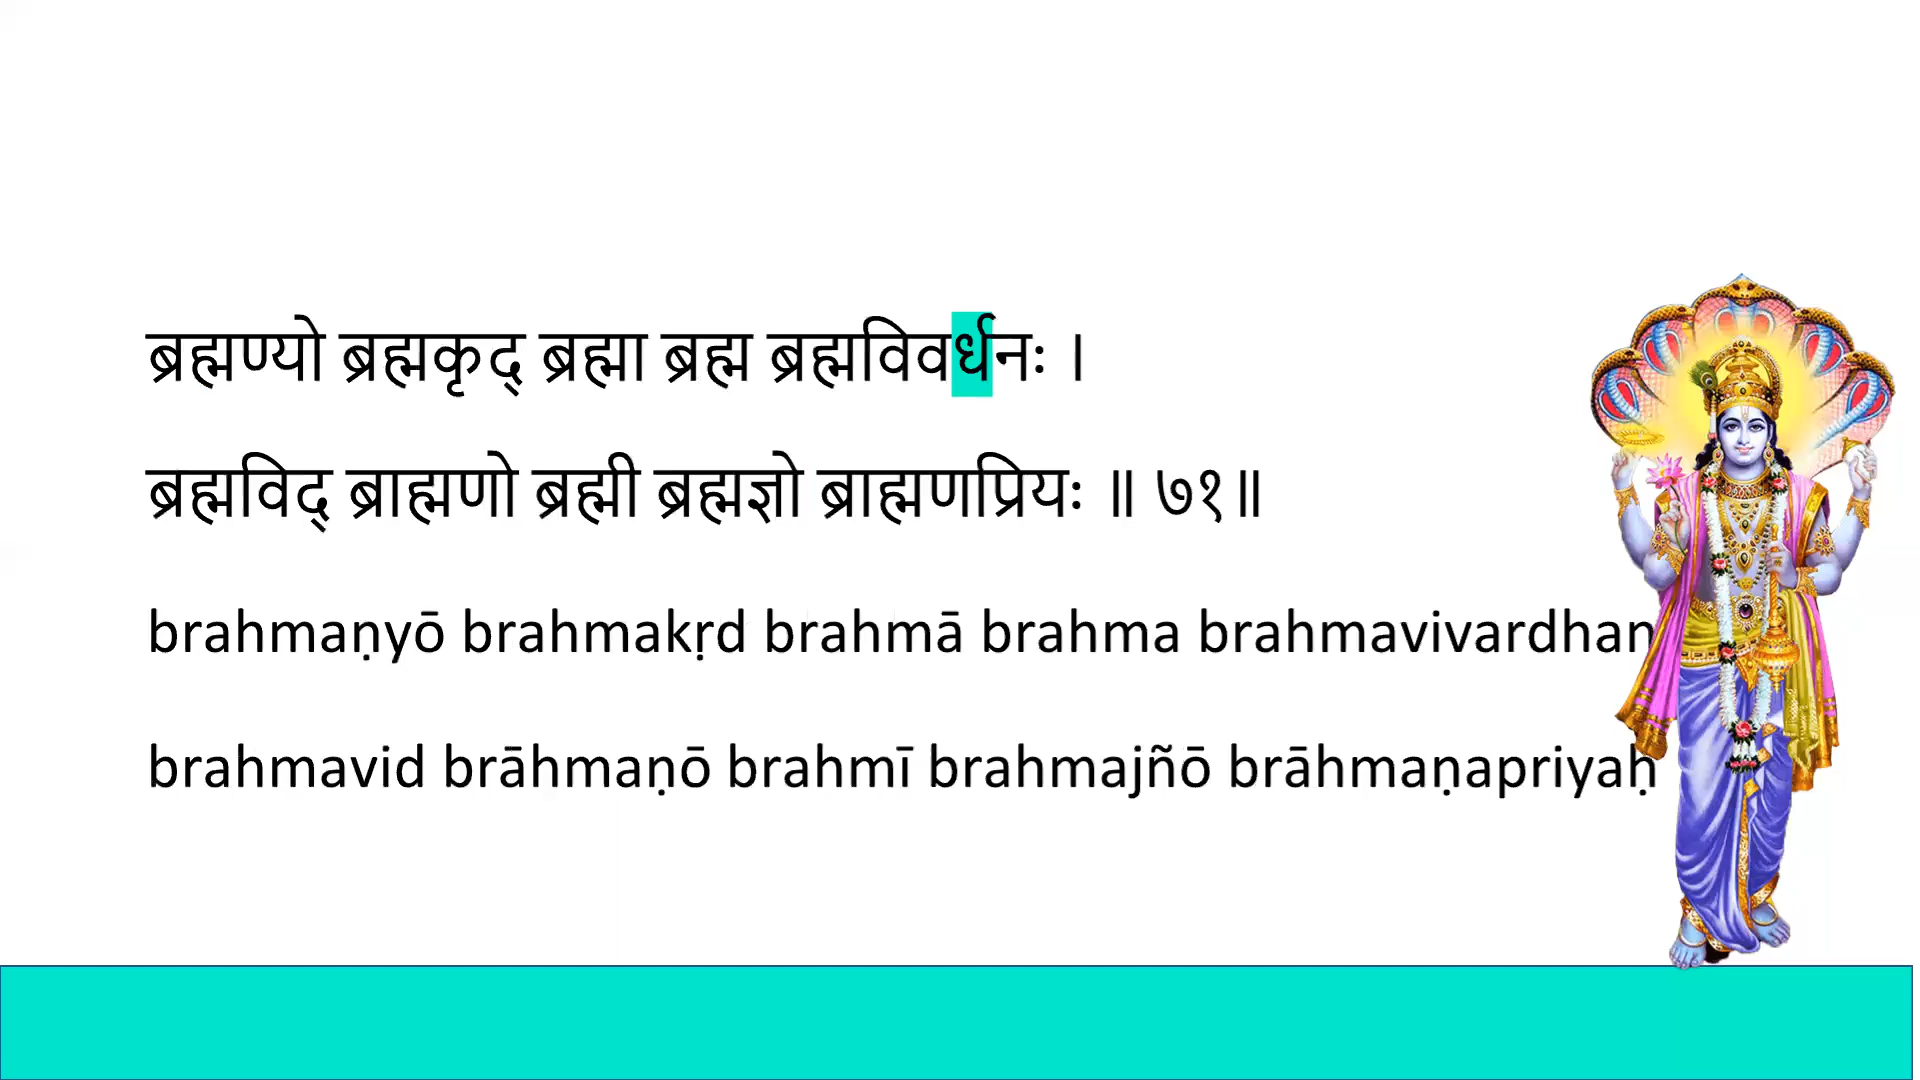 ब्रह्मण्यो ब्रह्मकृद् ब्रह्मा ब्रह्म ब्रह्मविवर्धनः ।
ब्रह्मविद् ब्राह्मणो ब्रह्मी ब्रह्मज्ञो ब्राह्मणप्रियः ॥ ७१॥
brahmaṇyō brahmakṛd brahmā brahma brahmavivardhan
brahmavid brāhmaṇō brahmī brahmajñō brāhmaṇapriyaḥ